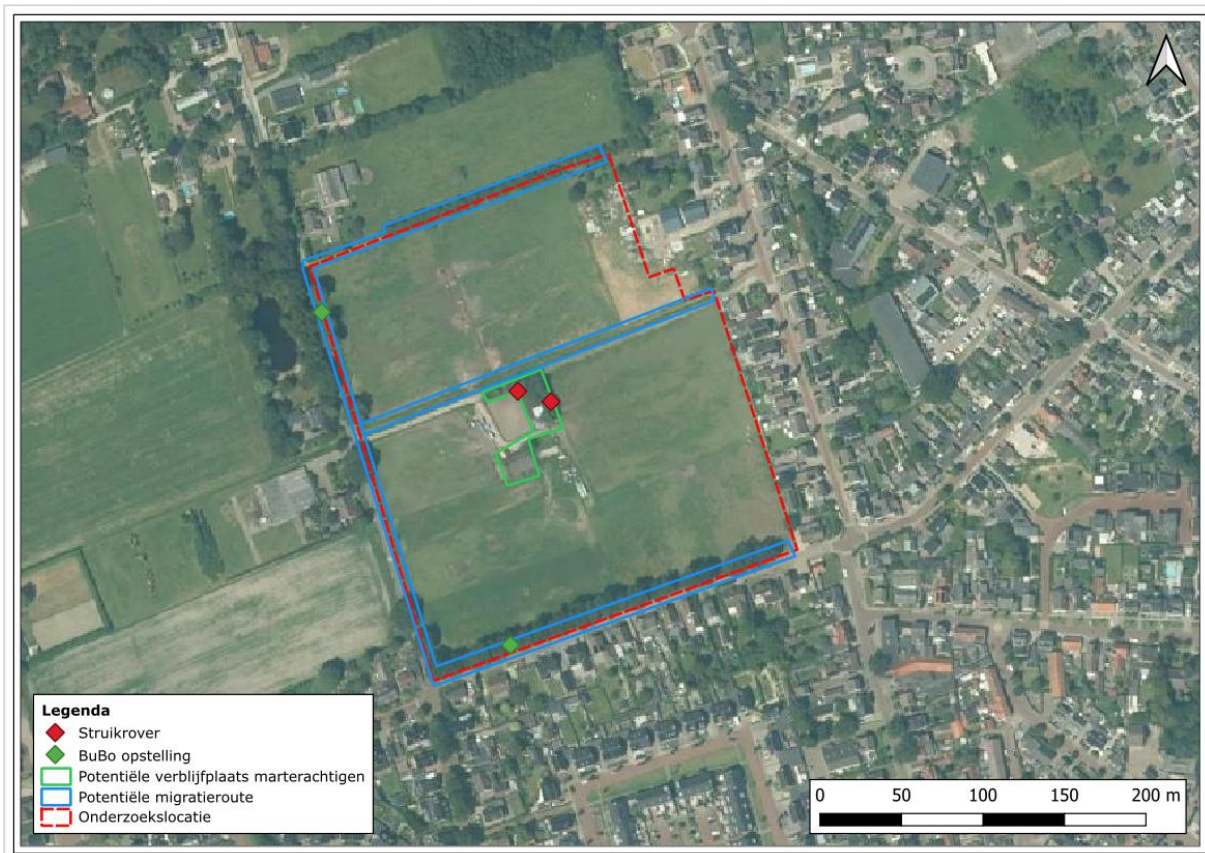 Legenda
Struikrover
BuBo opstelling
Potentiële verblijfplaats marterachtigen
Potentiële migratieroute
Onderzoekslocatie
0 50 100 150 200 m